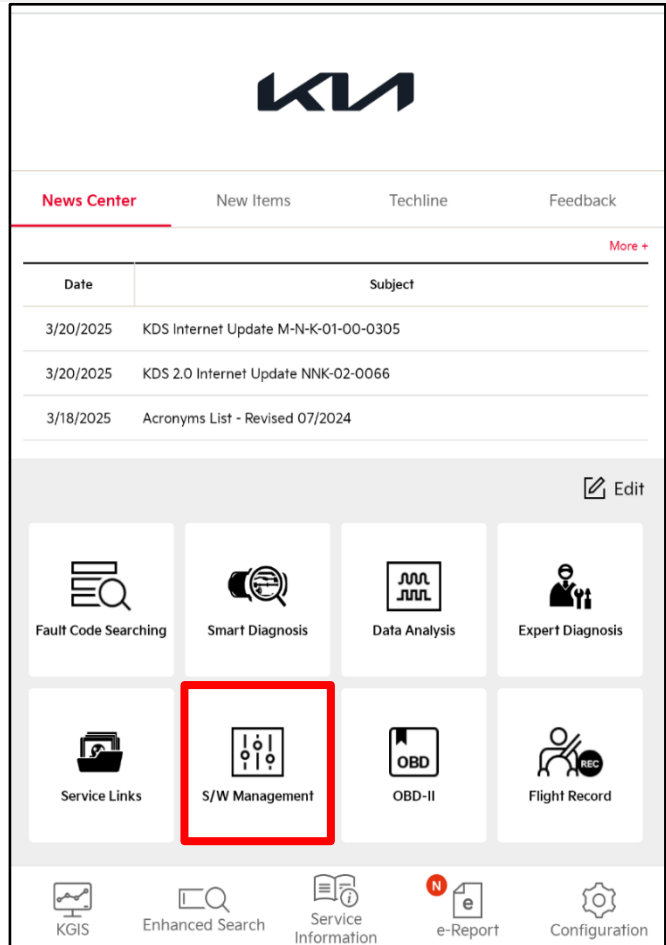 KIA
News Center New Items Techline Feedback
More +
Date Subject
3/20/2025 KDS Internet Update M-N-K-01-00-0305
3/20/2025 KDS 2.0 Internet Update NNK-02-0066
3/18/2025 Acronyms List - Revised 07/2024
Edit
Fault Code Searching Smart Diagnosis Data Analysis Expert Diagnosis
OBD REC
Service Links S/W Management OBD-II Flight Record
N
e
KGIS Enhanced Search Service Information e-Report Configuration